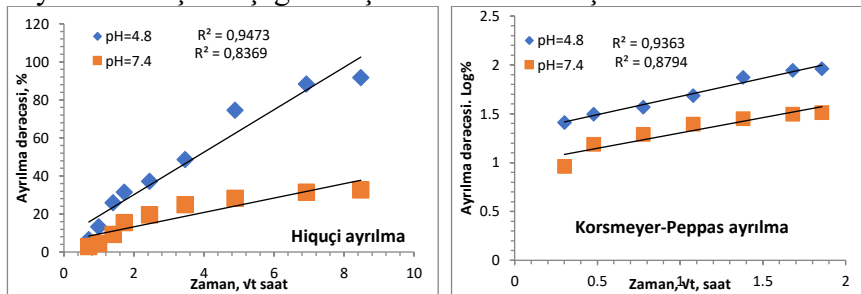 120
100
80
60
40
20
0
Ayrılma dərəcəsi, %
pH=4.8
pH=7.4
R² = 0,9473
R² = 0,8369
Hiquçi ayrılma
0 2 4 6 8 10
Zaman, √t saat
2.5
2
1.5
1
0.5
0
Ayrılma dərəcəsi. Log%
pH=4.8
pH=7.4
R² = 0,9363
R² = 0,8794
Korsmeyer-Peppas ayrılma
0 0.5 1 1.5 2
Zaman, √t, saat